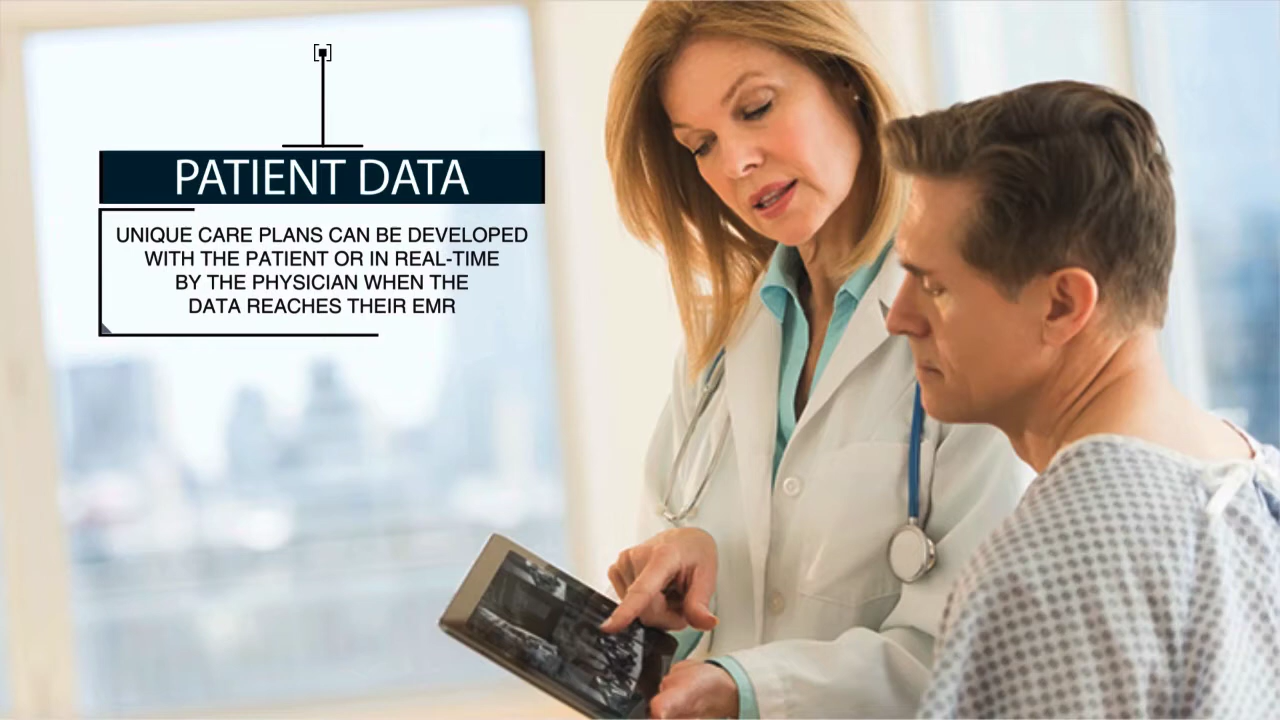 PATIENT DATA
UNIQUE CARE PLANS CAN BE DEVELOPED
WITH THE PATIENT OR IN REAL-TIME
BY THE PHYSICIAN WHEN THE
DATA REACHES THEIR EMR